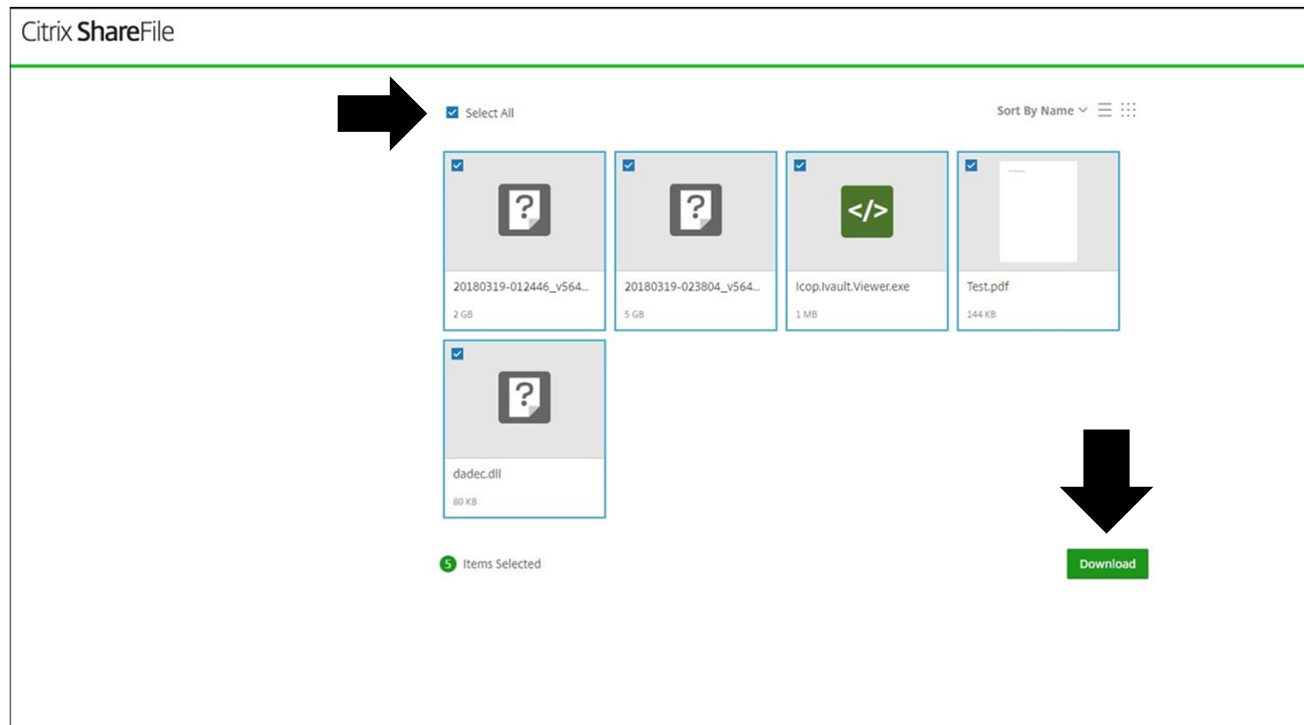 Citrix ShareFile
Select All
Sort By Name
20180319-012446_v564...
2 GB
20180319-023804_v564...
5 GB
</>
Icop.Ivault.Viewer.exe
1 MB
Test.pdf
144 KB
dadec.dll
80 KB
5 Items Selected
Download